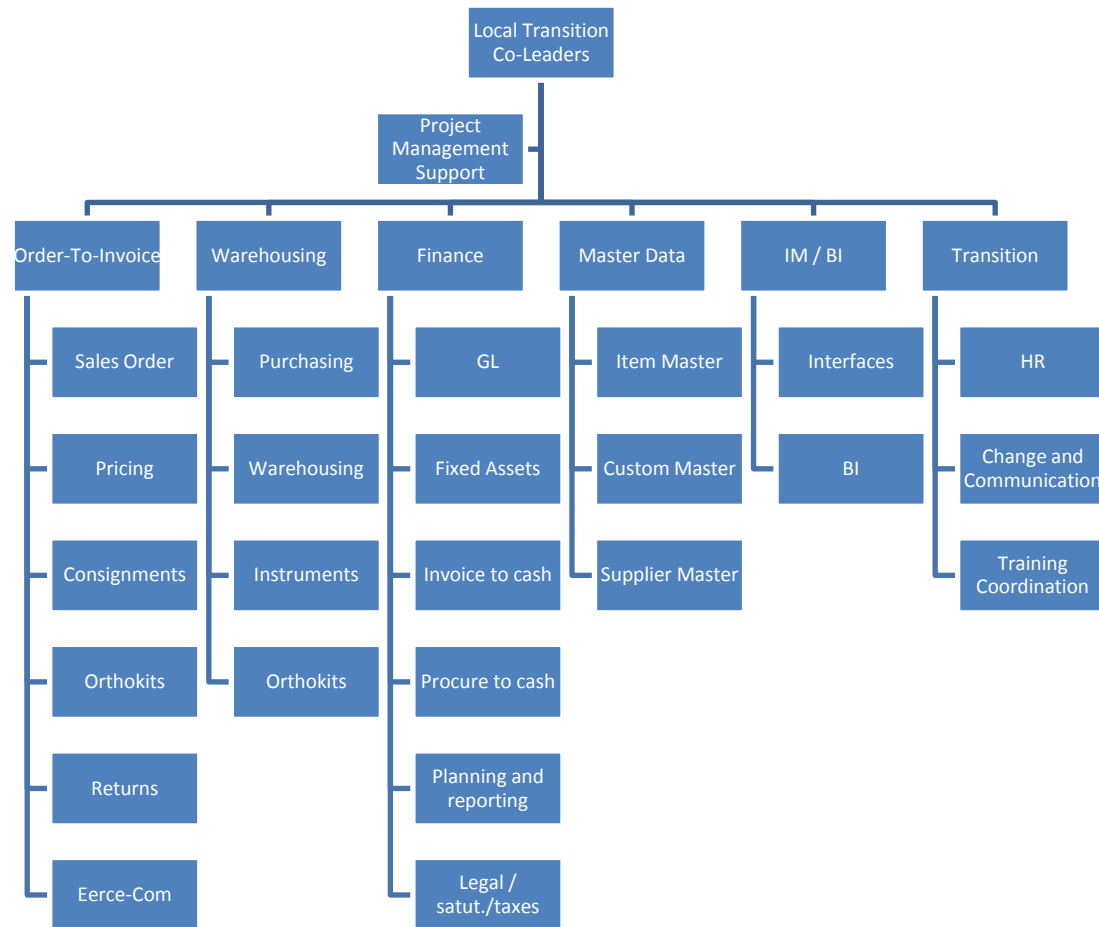 Local Transition
Co-Leaders
Project
Management
Support
Order-To-Invoice
Warehousing
Finance
Master Data
IM / BI
Transition
Sales Order
Purchasing
GL
Item Master
Interfaces
HR
Pricing
Warehousing
Fixed Assets
Custom Master
BI
Change and
Communication
Consignments
Instruments
Invoice to cash
Supplier Master
Training
Coordination
Orthokits
Orthokits
Procure to cash
Returns
Planning and
reporting
Eerce-Com
Legal /
satut./taxes